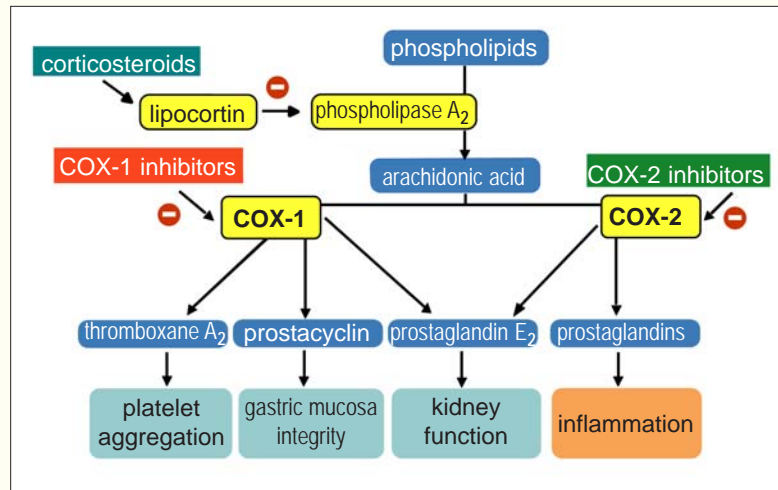 phospholipids
corticosteroids
lipocortin
phospholipase A2
COX-1 inhibitors
arachidonic acid
COX-2 inhibitors
COX-1
COX-2
thromboxane A2
prostacyclin
prostaglandin E2
prostaglandins
platelet
aggregation
gastric mucosa
integrity
kidney
function
inflammation